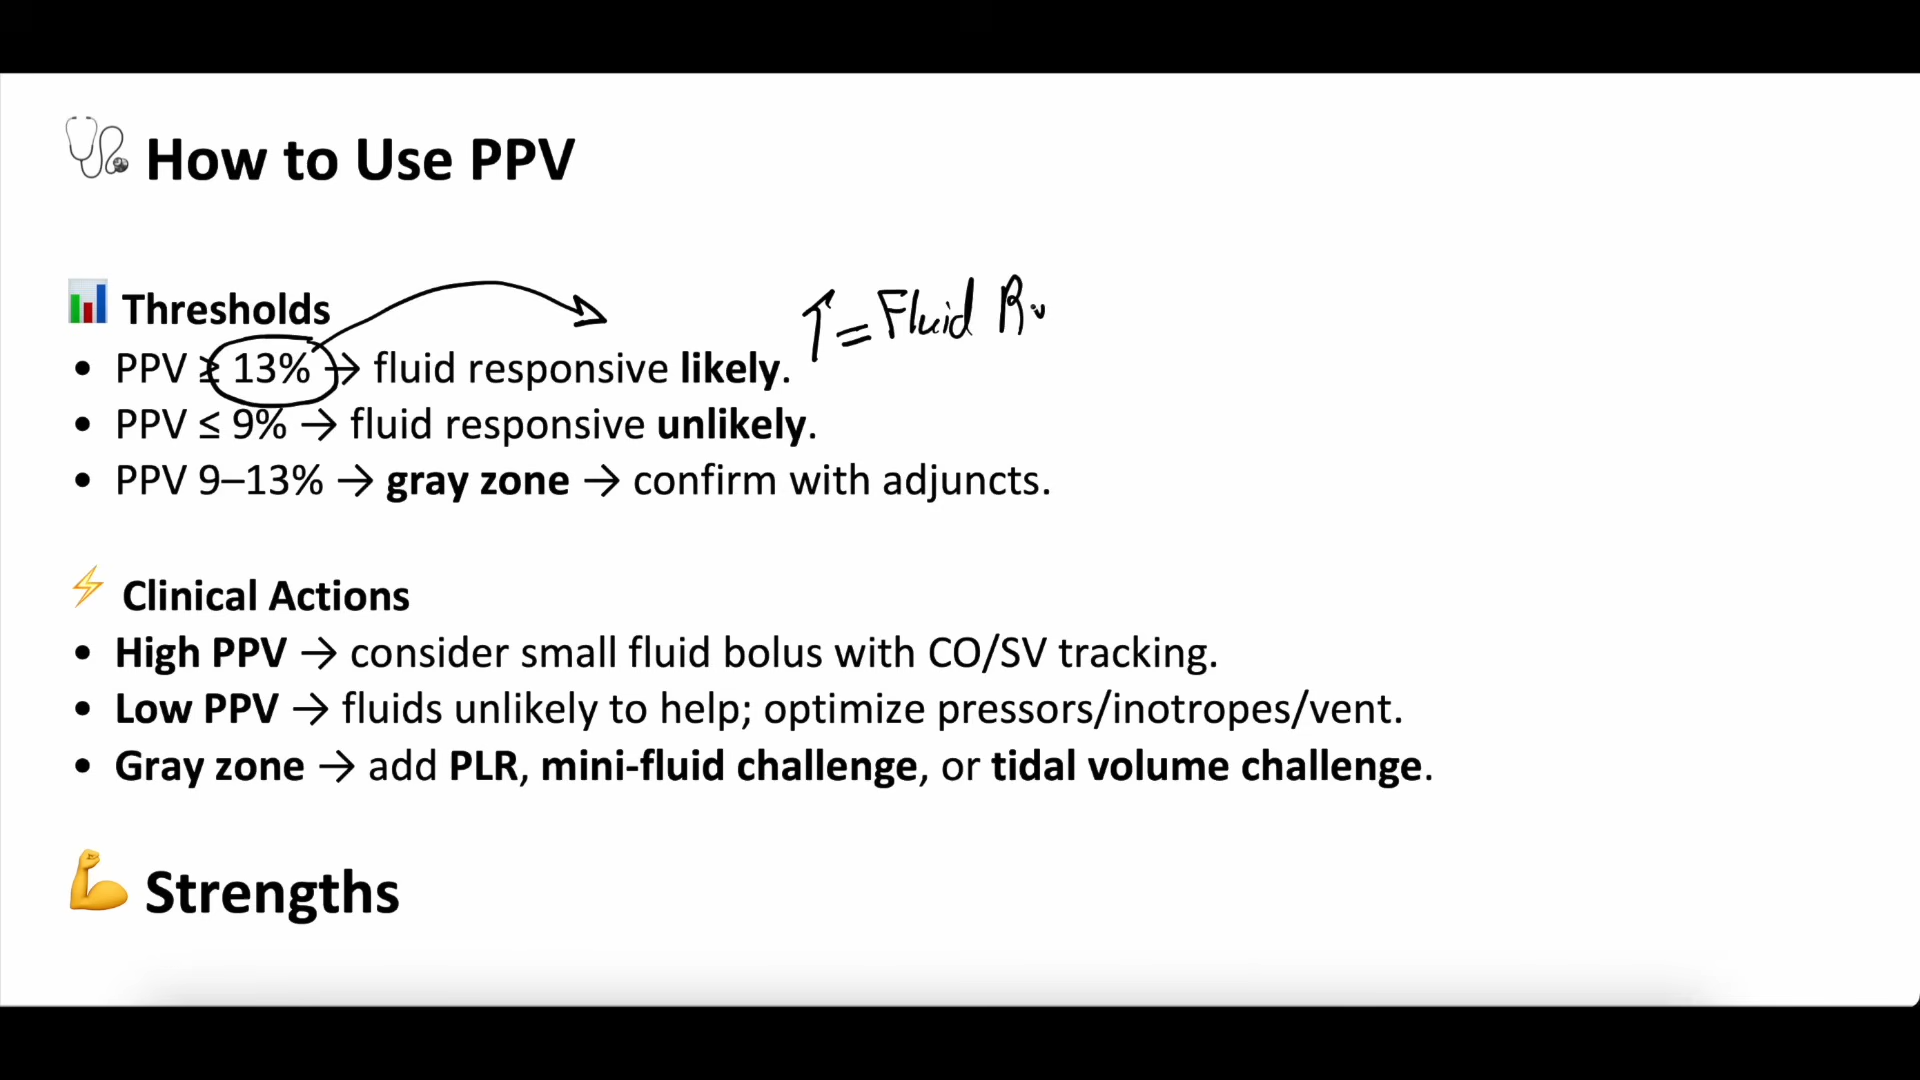 How to Use PPV
Thresholds
↑ = Fluid
• PPV ≥ 13% → fluid responsive likely.
• PPV ≤ 9% → fluid responsive unlikely.
• PPV 9–13% → gray zone → confirm with adjuncts.
Clinical Actions
• High PPV → consider small fluid bolus with CO/SV tracking.
• Low PPV → fluids unlikely to help; optimize pressors/inotropes/vent.
• Gray zone → add PLR, mini-fluid challenge, or tidal volume challenge.
Strengths